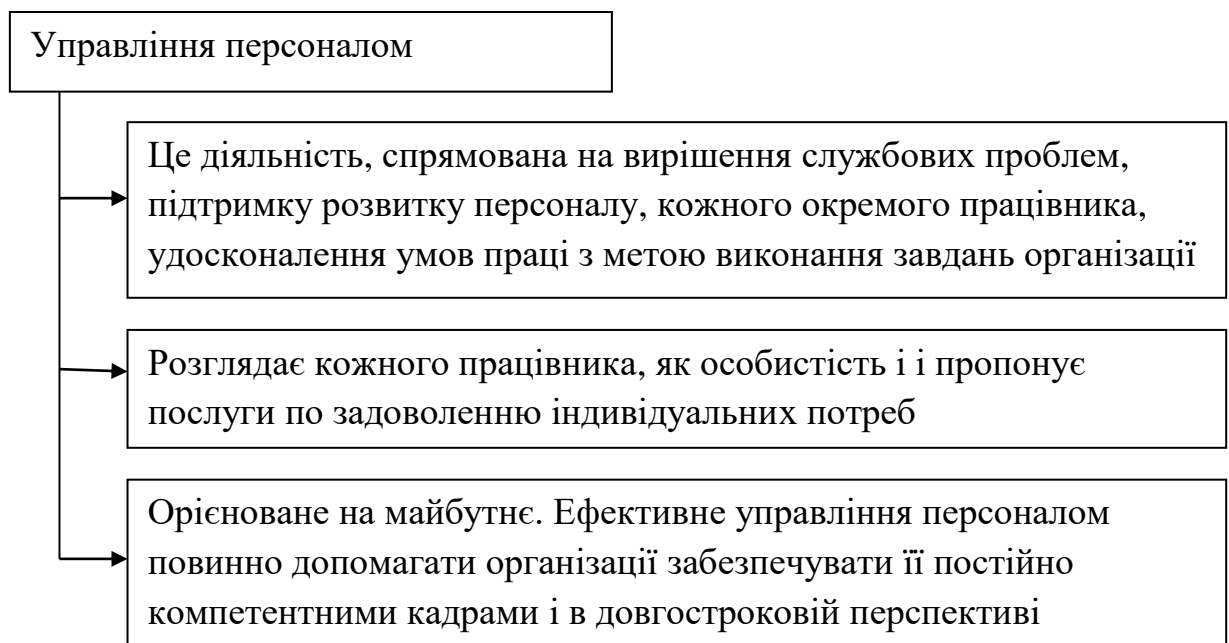 Управління персоналом
Це діяльність, спрямована на вирішення службових проблем,
підтримку розвитку персоналу, кожного окремого працівника,
удосконалення умов праці з метою виконання завдань організації
Розглядає кожного працівника, як особистість і і пропонує
послуги по задоволенню індивідуальних потреб
Орієноване на майбутнє. Ефективне управління персоналом
повинно допомагати організації забезпечувати її постійно
компетентними кадрами і в довгостроковій перспективі